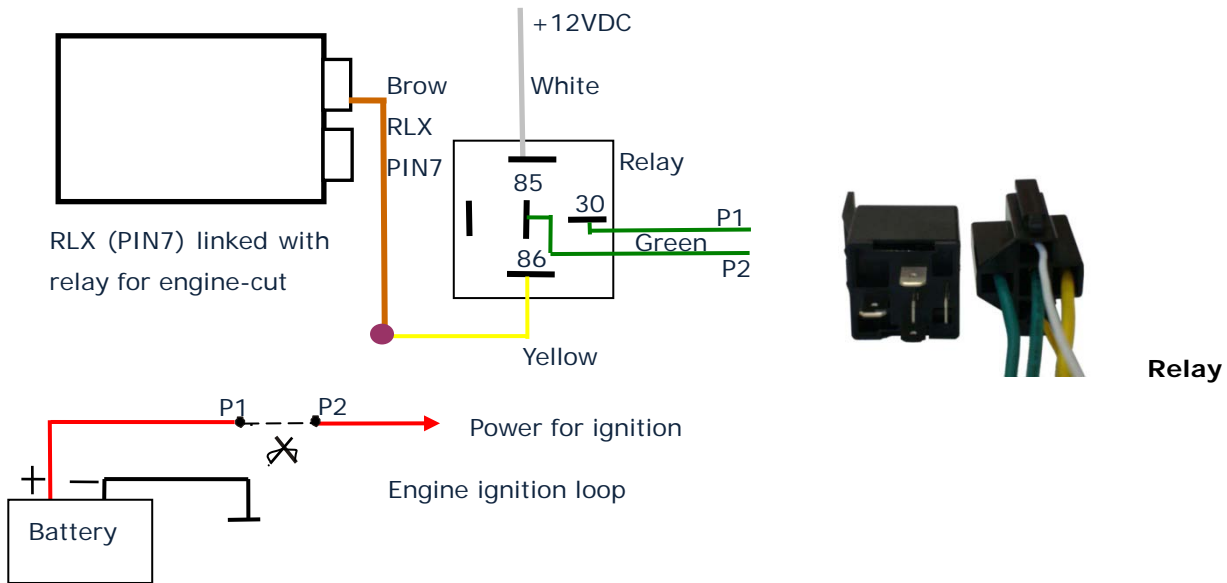 +12VDC
Brow
White
RLX
PIN7
Relay
85
30
P1
Green
86
P2
RLX (PIN7) linked with
relay for engine-cut
Yellow
Relay
P1
P2
Power for ignition
+
—
Engine ignition loop
Battery